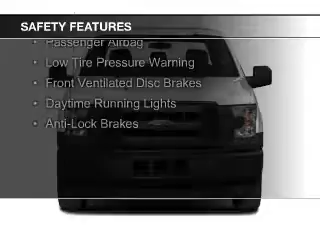 SAFETY FEATURES
• Passenger Airbag
• Low Tire Pressure Warning
• Front Ventilated Disc Brakes
• Daytime Running Lights
• Anti-Lock Brakes